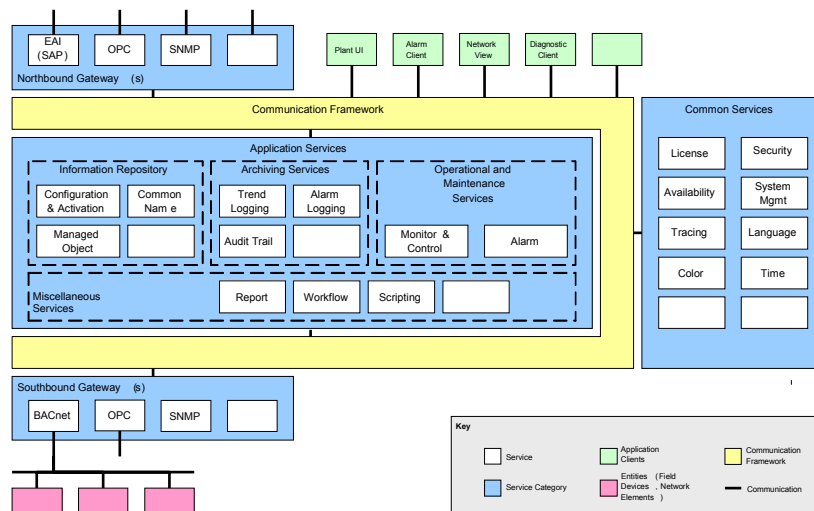 EAI
(SAP)
OPC
SNMP
Northbound Gateway (s)
Plant UI
Alarm
Client
Network
View
Diagnostic
Client
Communication Framework
Common Services
Application Services
Information Repository
Configuration
& Activation
Common
Nam e
Managed
Object
Archiving Services
Trend
Logging
Alarm
Logging
Audit Trail
Operational and
Maintenance
Services
Monitor &
Control
Alarm
Miscellaneous
Services
Report
Workflow
Scripting
License
Security
Availability
System
Mgmt
Tracing
Language
Color
Time
Southbound Gateway (s)
BACnet
OPC
SNMP
Key
Service
Application
Clients
Communication
Framework
Service Category
Entities (Field
Devices , Network
Elements )
Communication